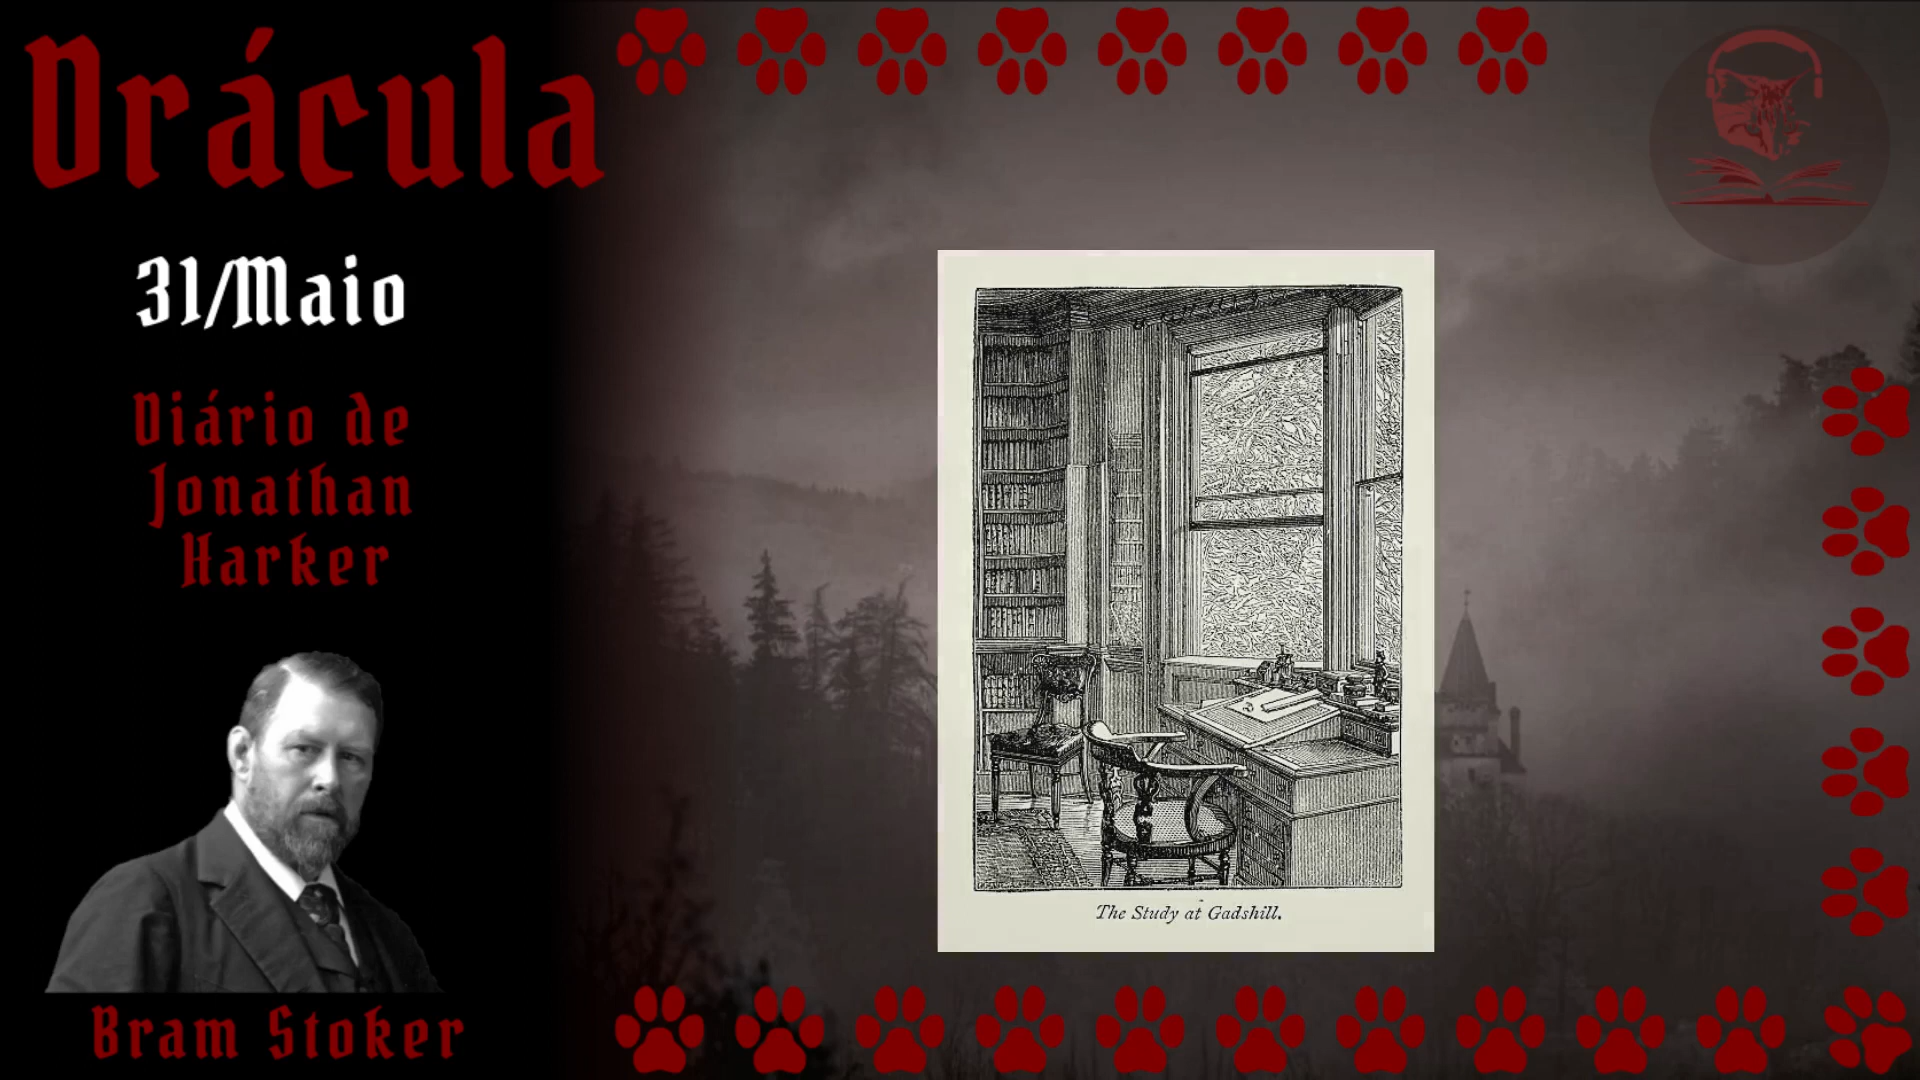 Drácula
31/Maio
Diário de
Jonathan
Harker
Bram Stoker
The Study at Gadshill.